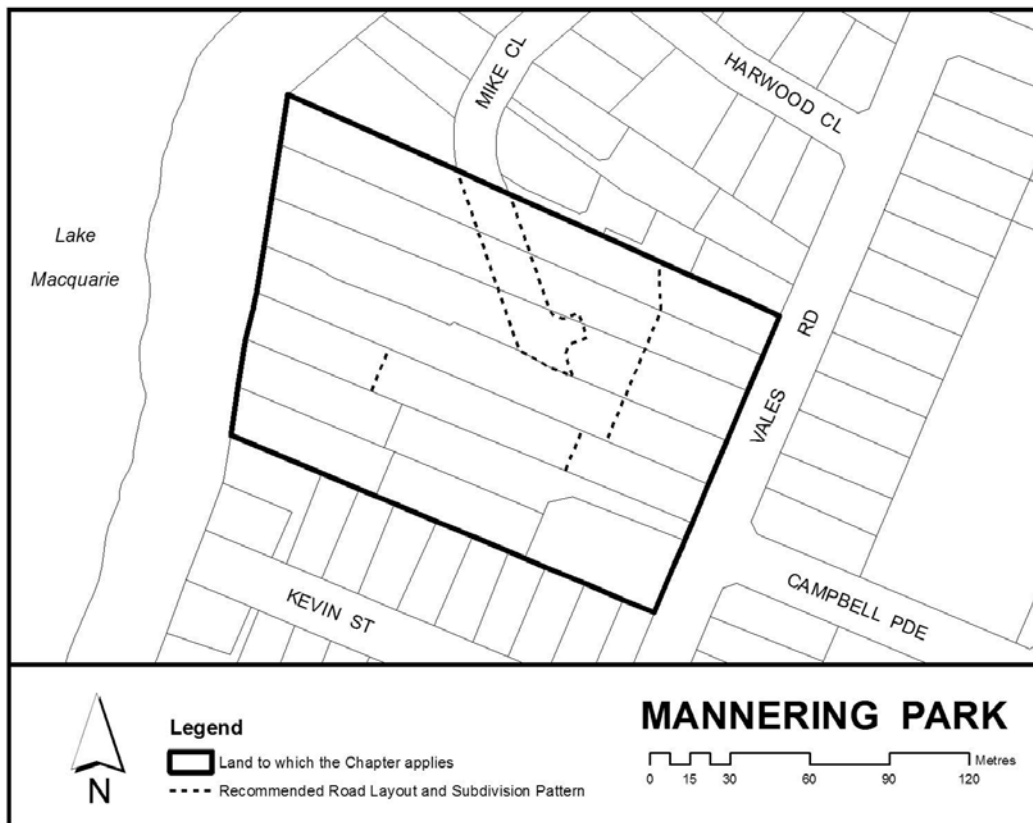 MIKE CL
HARWOOD CL
Lake
Macquarie
VALES RD
KEVIN ST
CAMPBELL PDE
N
Legend
Land to which the Chapter applies
Recommended Road Layout and Subdivision Pattern
MANNERING PARK
Metres
0 15 30 60 90 120